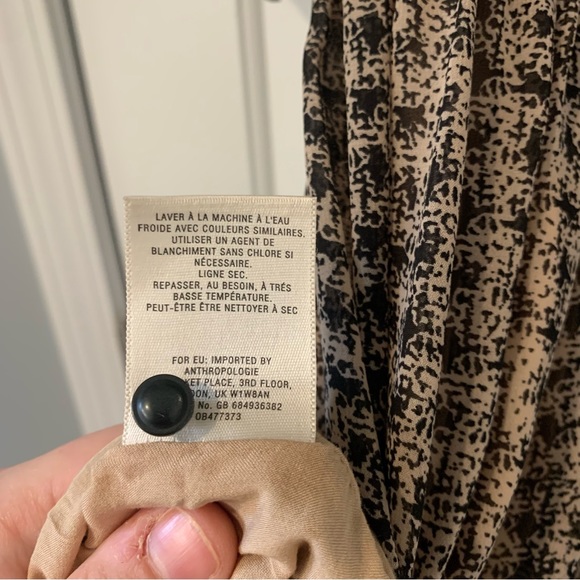 LAVER À LA MACHINE À L'EAU
FROIDE AVEC COULEURS SIMILAIRES.
UTILISER UN AGENT DE
BLANCHIMENT SANS CHLORE SI
NÉCESSAIRE.
LIGNE SEC.
REPASSER, AU BESOIN, À TRÉS
BASSE TEMPÉRATURE.
PEUT-ÊTRE ÊTRE NETTOYER À SEC
FOR EU: IMPORTED BY
ANTHROPOLOGIE
PLACE, 3RD FLOOR,
UK W1W8AN
No. GB 684936382